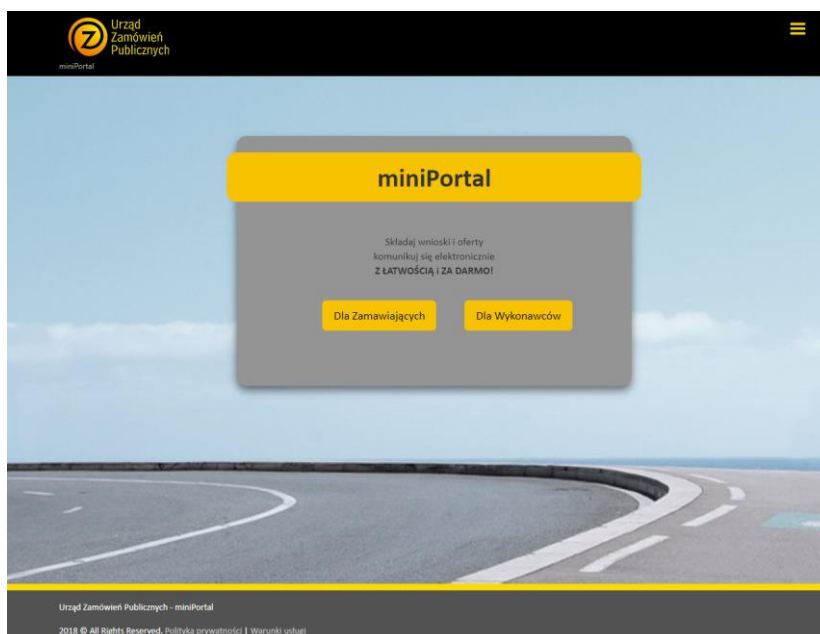 Urząd
Zamówień
Publicznych
miniPortal
miniPortal
Składaj wnioski i oferty
komunikuj się elektronicznie
Z ŁATWOŚCIĄ i ZA DARMO!
Dla Zamawiających
Dla Wykonawców
Urząd Zamówień Publicznych - miniPortal
2018 © All Rights Reserved. Polityka prywatności | Warunki usługi